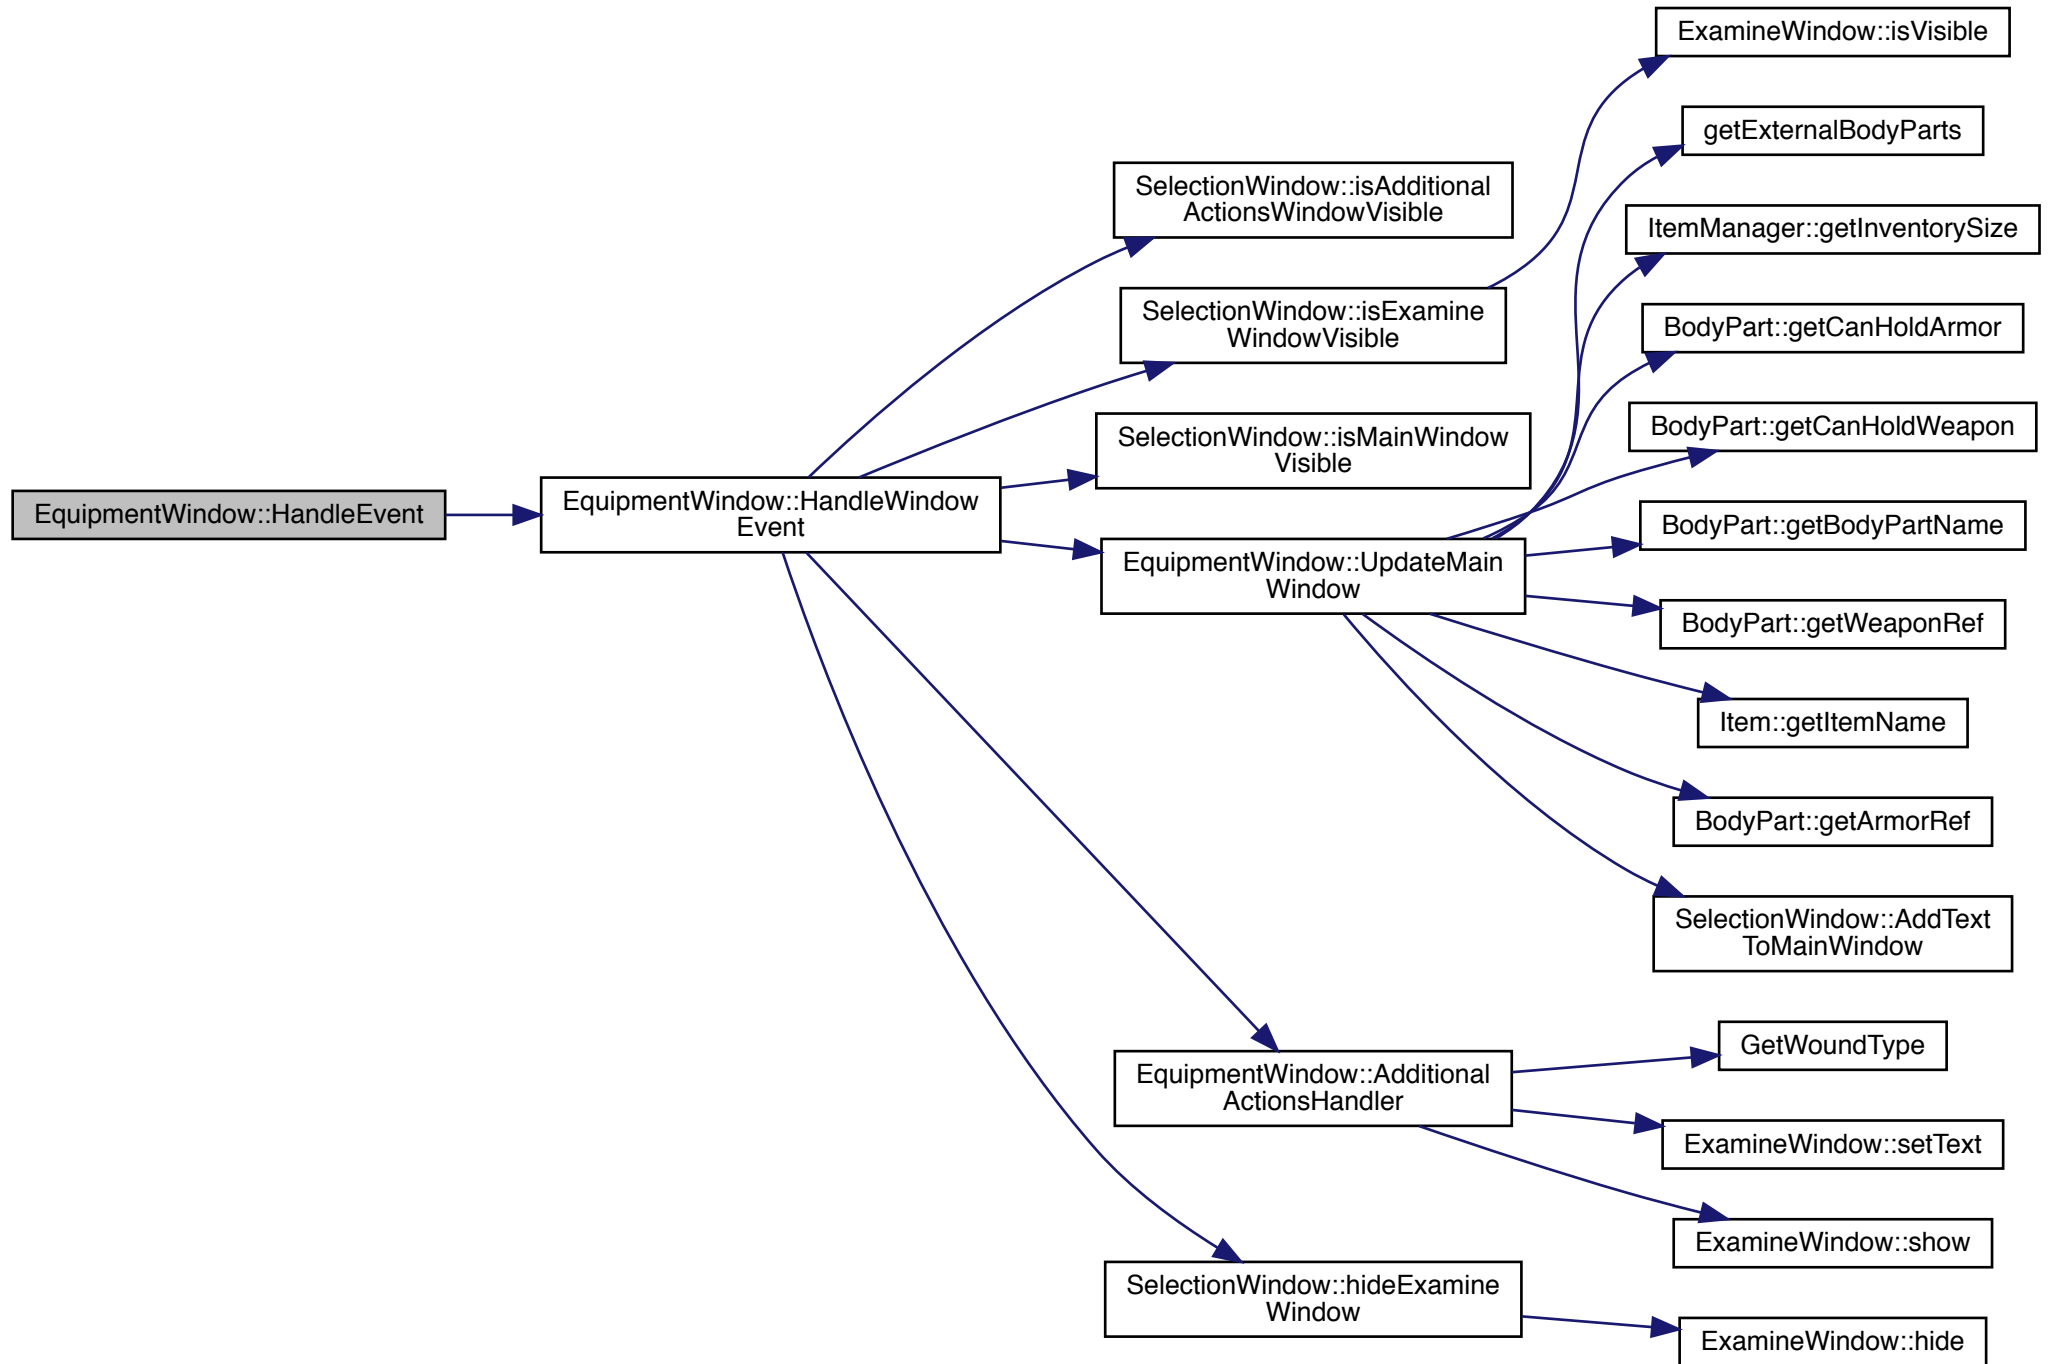 EquipmentWindow::HandleEvent
EquipmentWindow::HandleWindow
Event
SelectionWindow::isAdditional
ActionsWindowVisible
SelectionWindow::isExamine
WindowVisible
SelectionWindow::isMainWindow
Visible
EquipmentWindow::UpdateMain
Window
EquipmentWindow::Additional
ActionsHandler
SelectionWindow::hideExamine
Window
ExamineWindow::isVisible
getExternalBodyParts
ItemManager::getInventorySize
BodyPart::getCanHoldArmor
BodyPart::getCanHoldWeapon
BodyPart::getBodyPartName
BodyPart::getWeaponRef
Item::getItemName
BodyPart::getArmorRef
SelectionWindow::AddText
ToMainWindow
GetWoundType
ExamineWindow::setText
ExamineWindow::show
ExamineWindow::hide